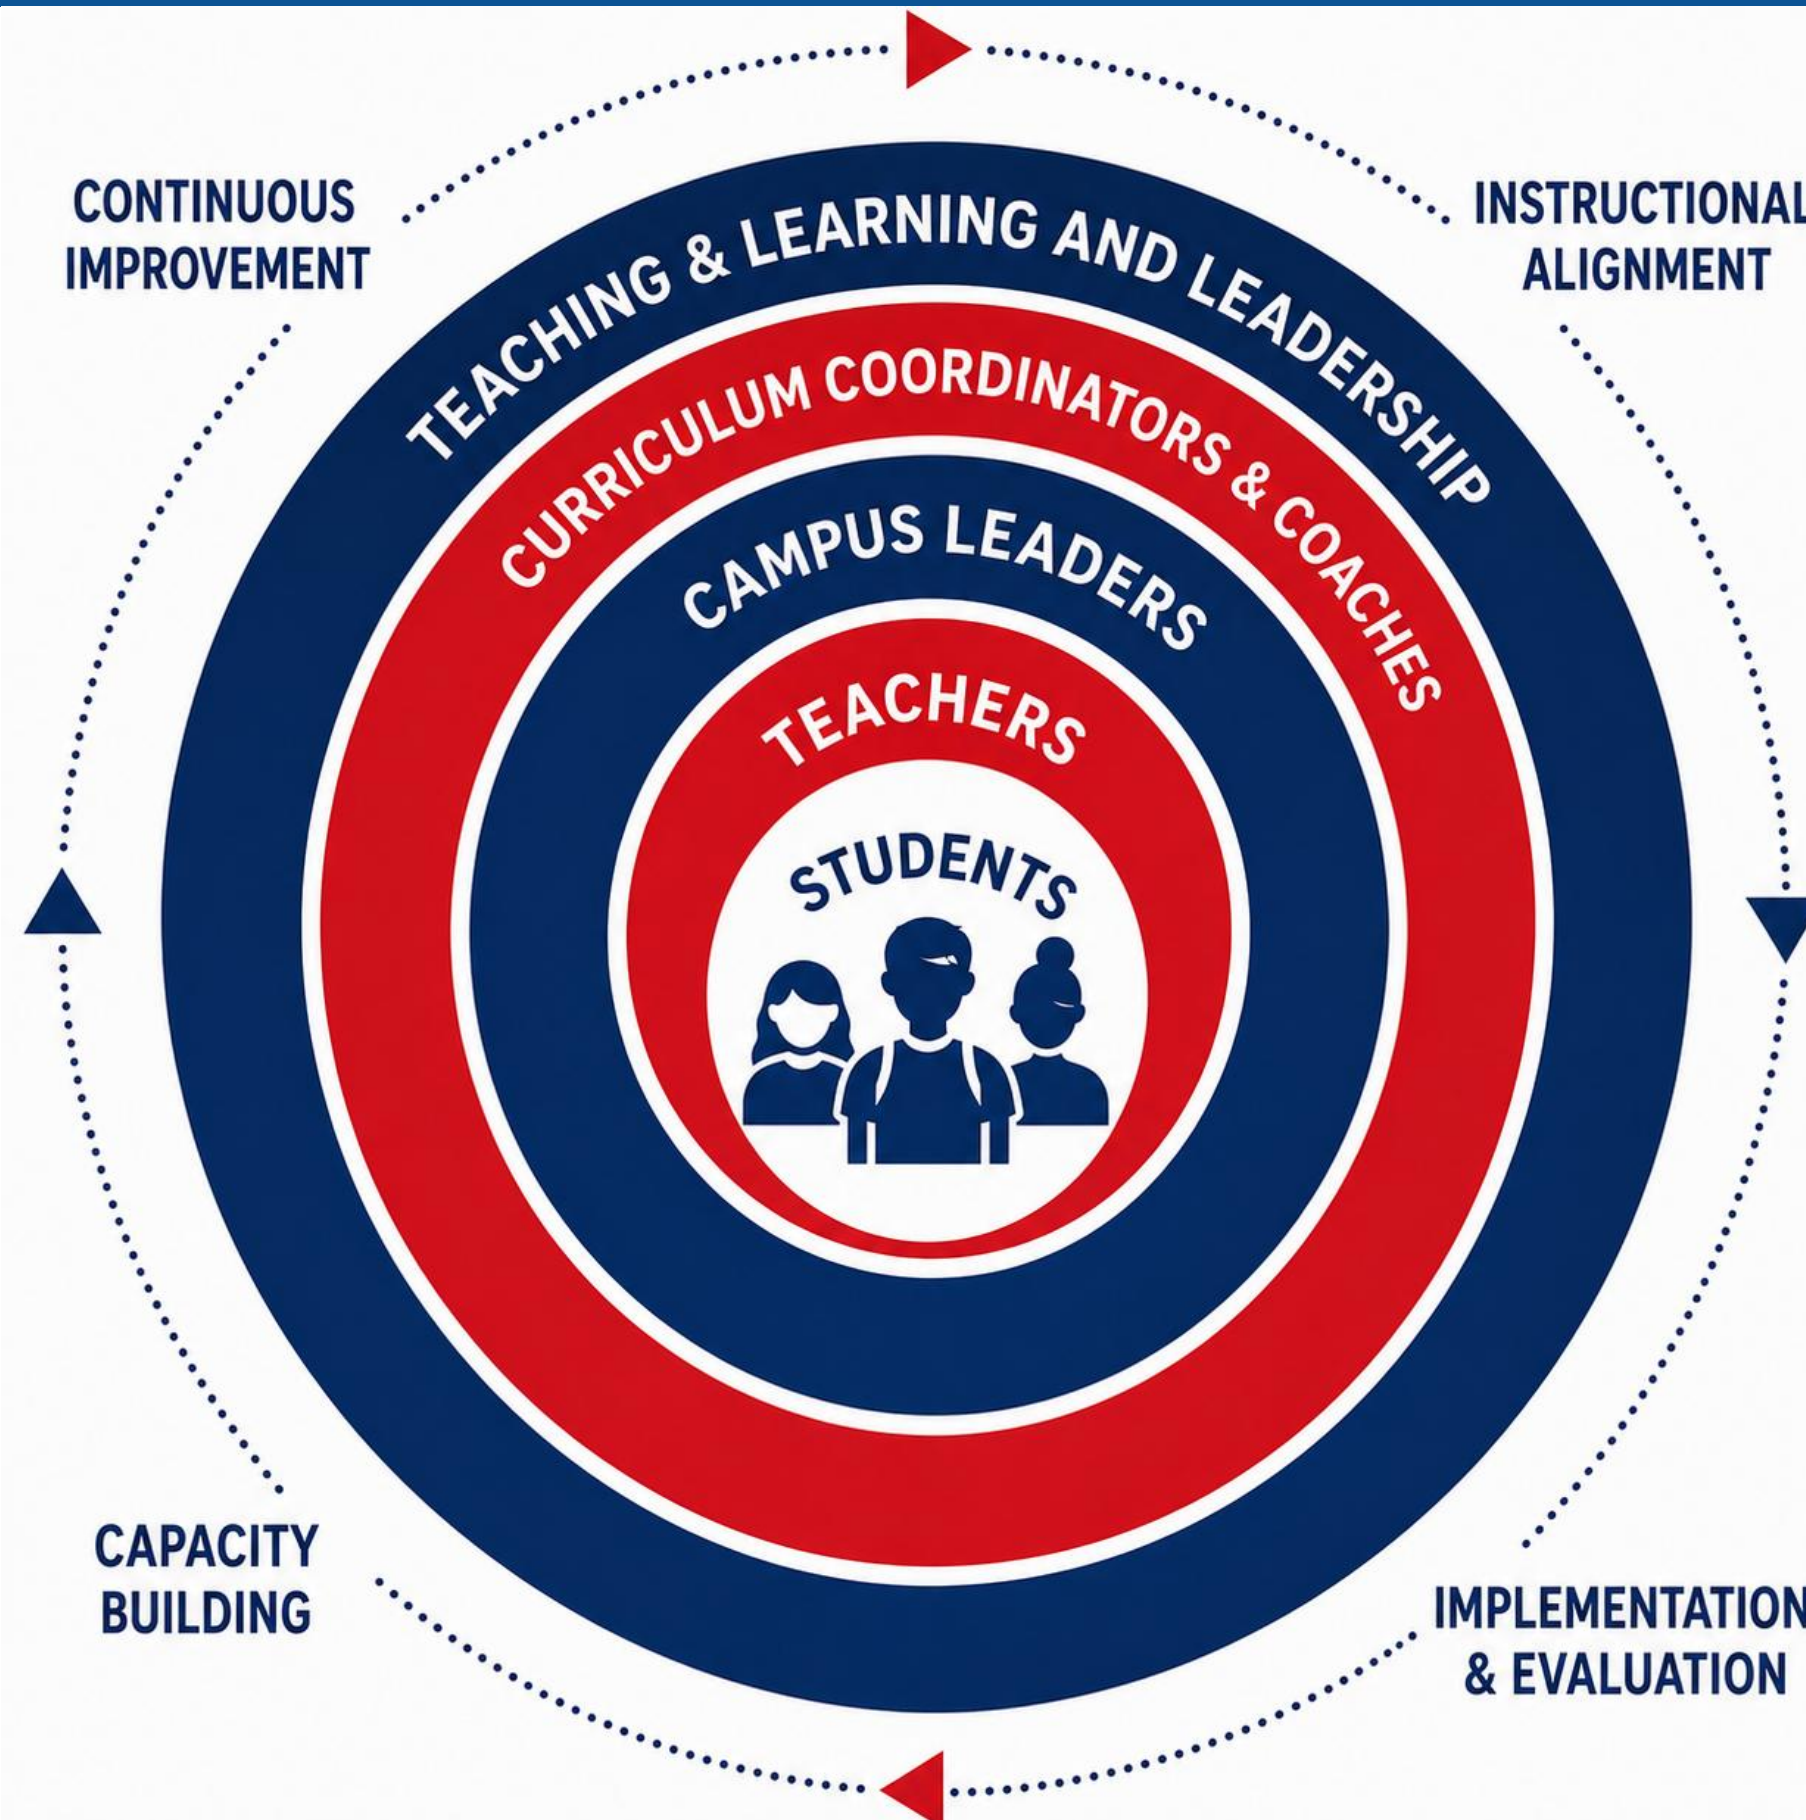 CONTINUOUS
IMPROVEMENT
INSTRUCTIONAL
ALIGNMENT
TEACHING & LEARNING AND LEADERSHIP
CURRICULUM COORDINATORS & COACHES
CAMPUS LEADERS
TEACHERS
STUDENTS
CAPACITY
BUILDING
IMPLEMENTATION
& EVALUATION